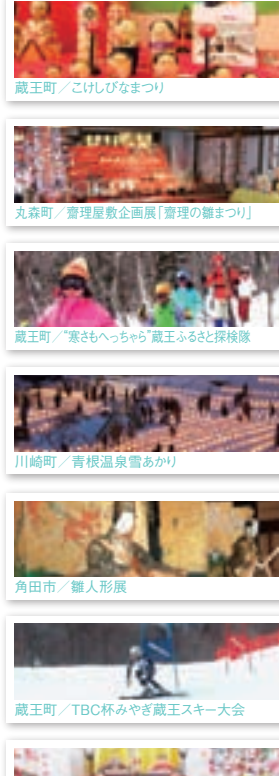 蔵王町／こけしびなまつり
丸森町／齋理屋敷企画展「齋理の雛まつり」
蔵王町／“寒さもへっちゃら”蔵王ふるさと探検隊
川崎町／青根温泉雪あかり
角田市／雛人形展
蔵王町／TBC杯みやぎ蔵王スキー大会